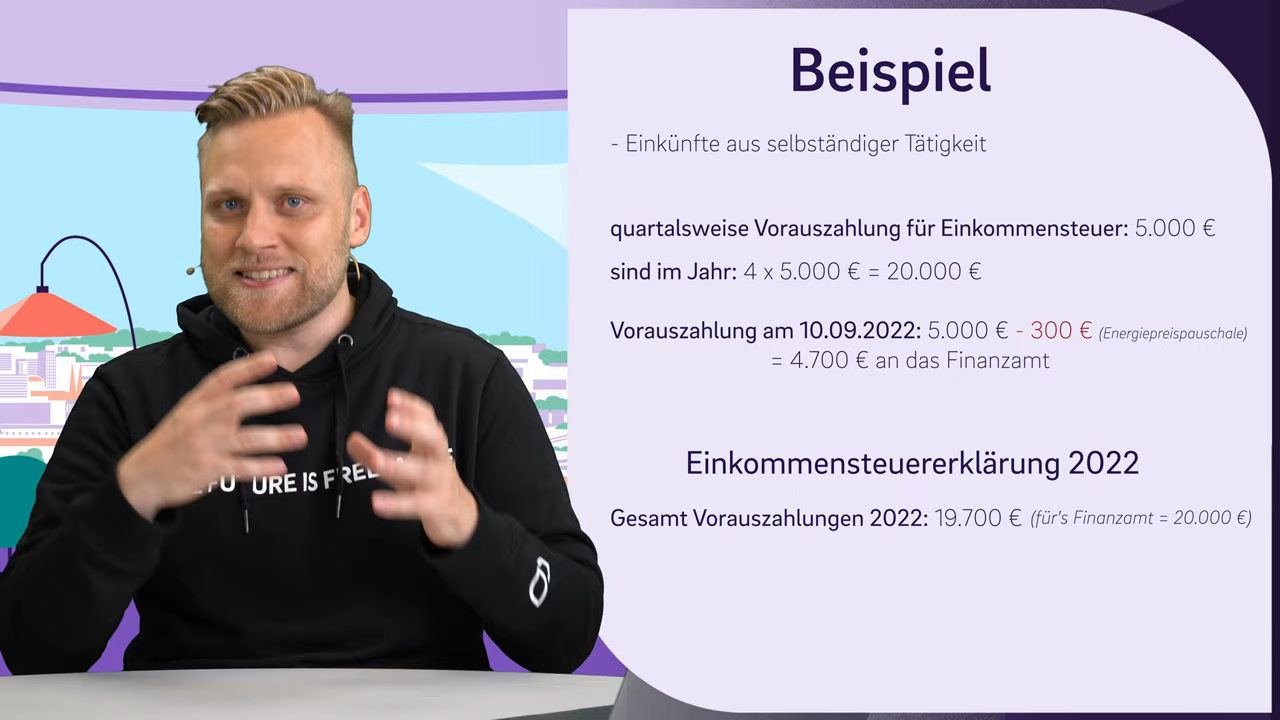 Beispiel
- Einkünfte aus selbständiger Tätigkeit
quartalsweise Vorauszahlung für Einkommensteuer: 5.000 €
sind im Jahr: 4 x 5.000 € = 20.000 €
Vorauszahlung am 10.09.2022: 5.000 € - 300 € (Energiepreispauschale)
= 4.700 € an das Finanzamt
Einkommensteuererklärung 2022
Gesamt Vorauszahlungen 2022: 19.700 € (für's Finanzamt = 20.000 €)
URE IS